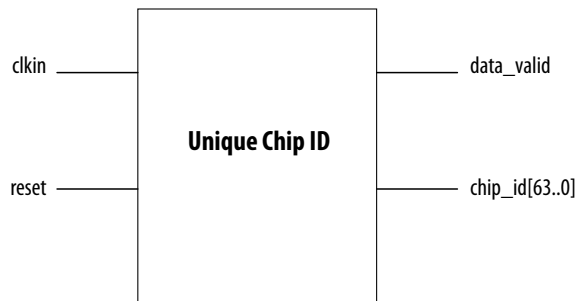 clkin
data_valid
Unique Chip ID
reset
chip_id[63..0]